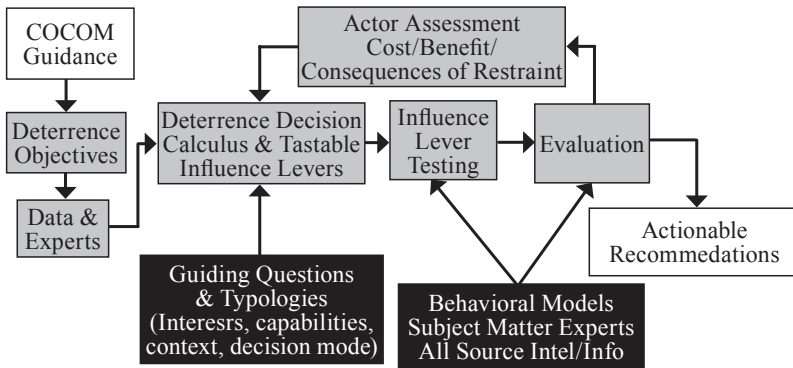 COCOM
Guidance
Actor Assessment
Cost/Benefit/
Consequences of Restraint
Deterrence
Objectives
Deterrence Decision
Calculus & Tastable
Influence Levers
Influence
Lever
Testing
Evaluation
Data &
Experts
Actionable
Recommedations
Guiding Questions
& Typologies
(Interesrs, capabilities,
context, decision mode)
Behavioral Models
Subject Matter Experts
All Source Intel/Info